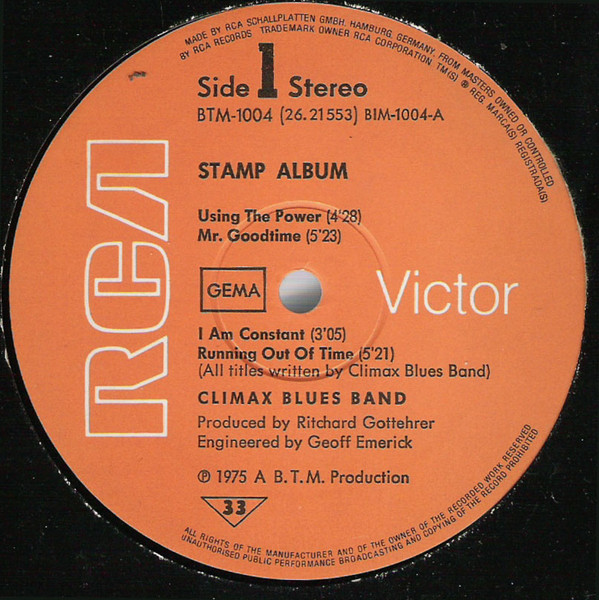 MADE BY RCA SCHALLPLATTEN GMBH. HAMBURG, GERMANY. FROM MASTERS OWNED OR CONTROLLED
BY RCA RECORDS TRADEMARK OWNER RCA CORPORATION TM(S) ® REG. MARCA(S) REGISTRADA(S)
Side 1 Stereo
BTM-1004 (26.21553) BIM-1004-A
STAMP ALBUM
Using The Power (4'28)
Mr. Goodtime (5'23)
RCA
GEMA
Victor
I Am Constant (3'05)
Running Out Of Time (5'21)
(All titles written by Climax Blues Band)
CLIMAX BLUES BAND
Produced by Ritchard Gottehrer
Engineered by Geoff Emerick
℗ 1975 A B.T.M. Production
33
ALL RIGHTS OF THE MANUFACTURER AND OF THE OWNER OF THE RECORDED WORK RESERVED
UNAUTHORISED PUBLIC PERFORMANCE BROADCASTING AND COPYING OF THE RECORD PROHIBITED